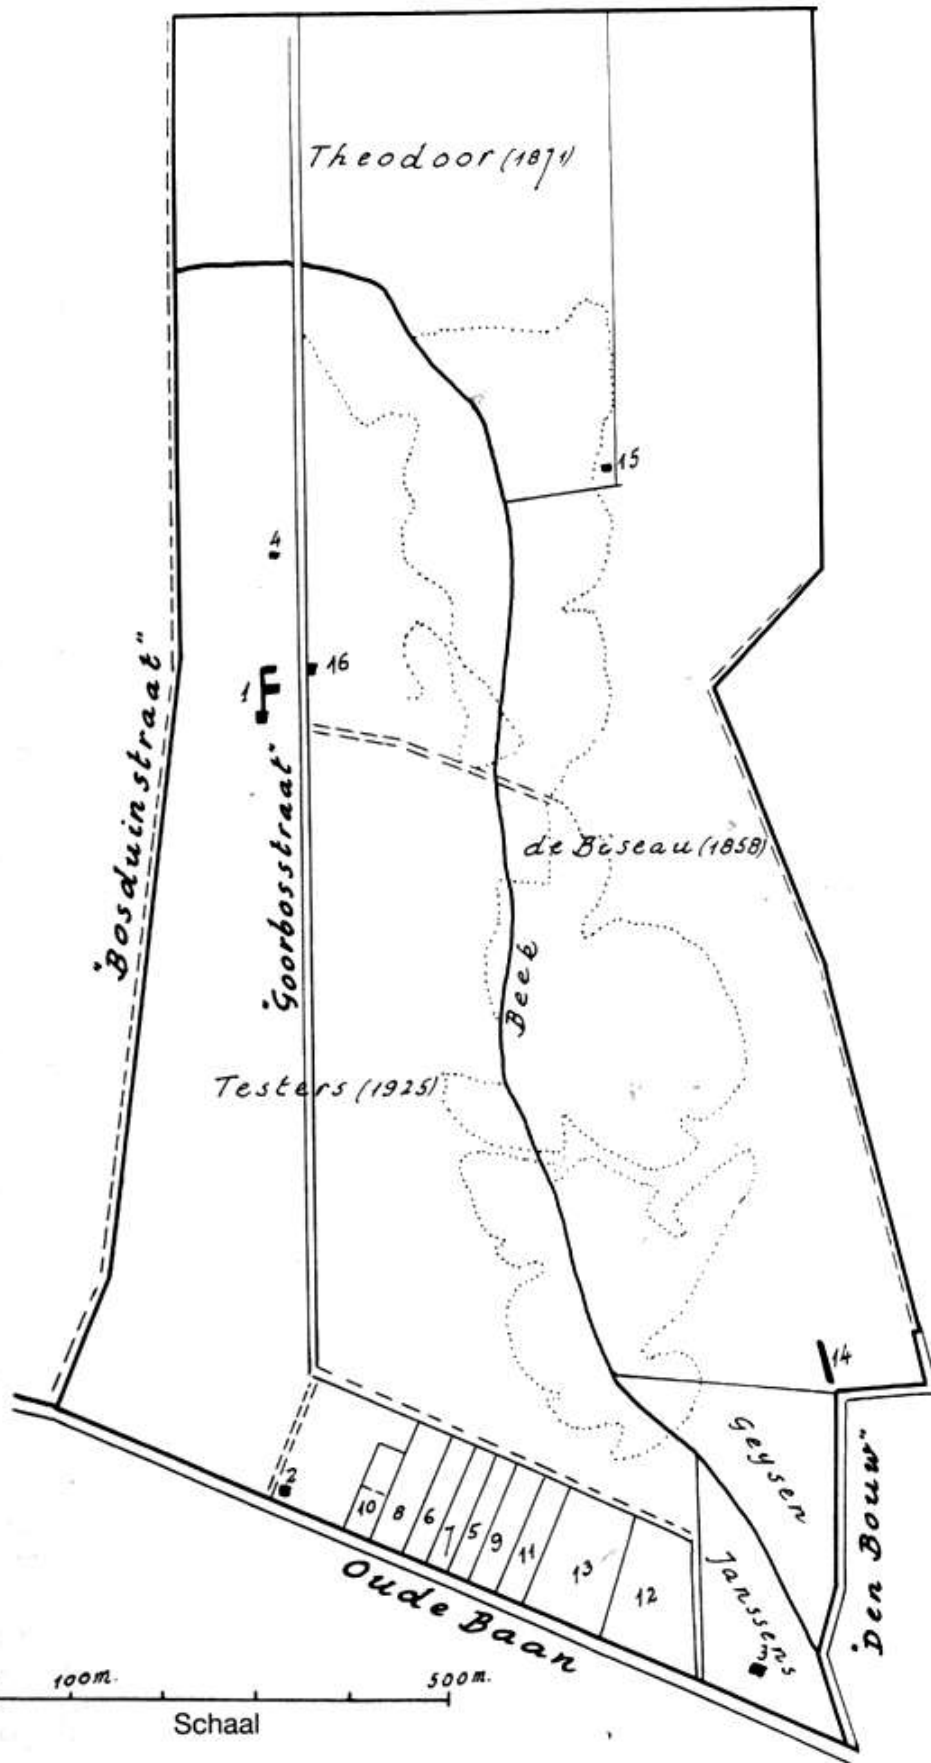 Theodoor (1871)
15
4
"Bosduinstraat"
1
16
"Goorbosstraat"
de Biseau (1858)
Beek
Testers (1925)
14
Geysen
"Den Bouw"
2
10
8
6
7
5
9
11
13
12
Janssens
3
Oude Baan
100m.
500m.
Schaal